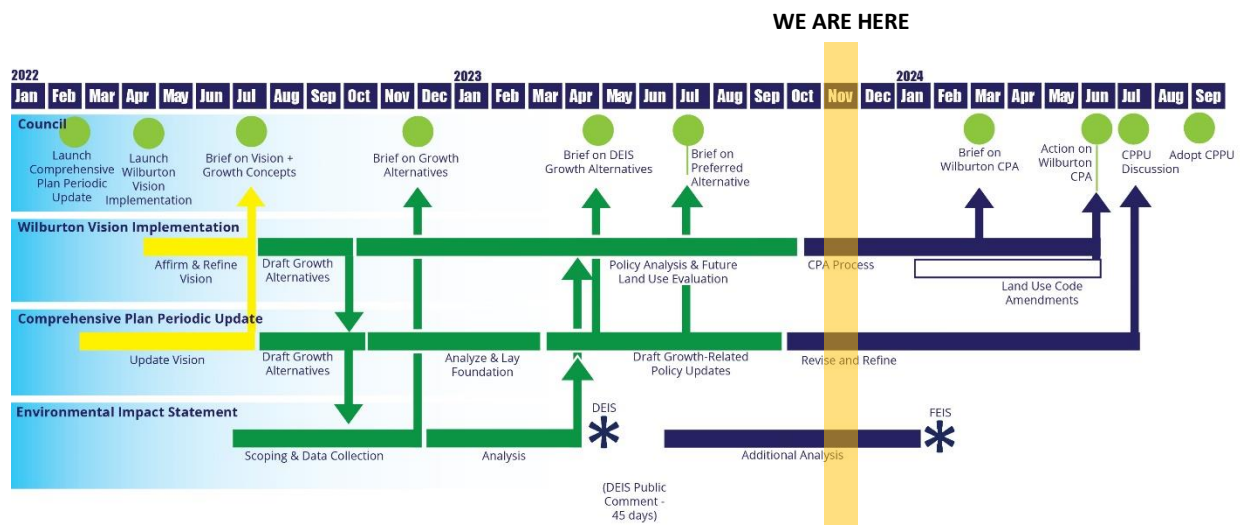 WE ARE HERE
2022
2023
2024
Jan Feb Mar Apr May Jun Jul Aug Sep Oct Nov Dec Jan Feb Mar Apr May Jun Jul Aug Sep Oct Nov Dec Jan Feb Mar Apr May Jun Jul Aug Sep
Council
Launch
Comprehensive
Plan Periodic
Update
Launch
Wilburton
Vision
Implementation
Brief on Vision +
Growth Concepts
Brief on Growth
Alternatives
Brief on DEIS
Growth Alternatives
Brief on
Preferred
Alternative
Brief on
Wilburton CPA
Action on
Wilburton
CPA
CPPU
Discussion
Adopt CPPU
Wilburton Vision Implementation
Affirm & Refine
Vision
Draft Growth
Alternatives
Policy Analysis & Future
Land Use Evaluation
CPA Process
Land Use Code
Amendments
Comprehensive Plan Periodic Update
Update Vision
Draft Growth
Alternatives
Analyze & Lay
Foundation
Draft Growth-Related
Policy Updates
Revise and Refine
Environmental Impact Statement
Scoping & Data Collection
Analysis
DEIS
(DEIS Public
Comment -
45 days)
Additional Analysis
FEIS